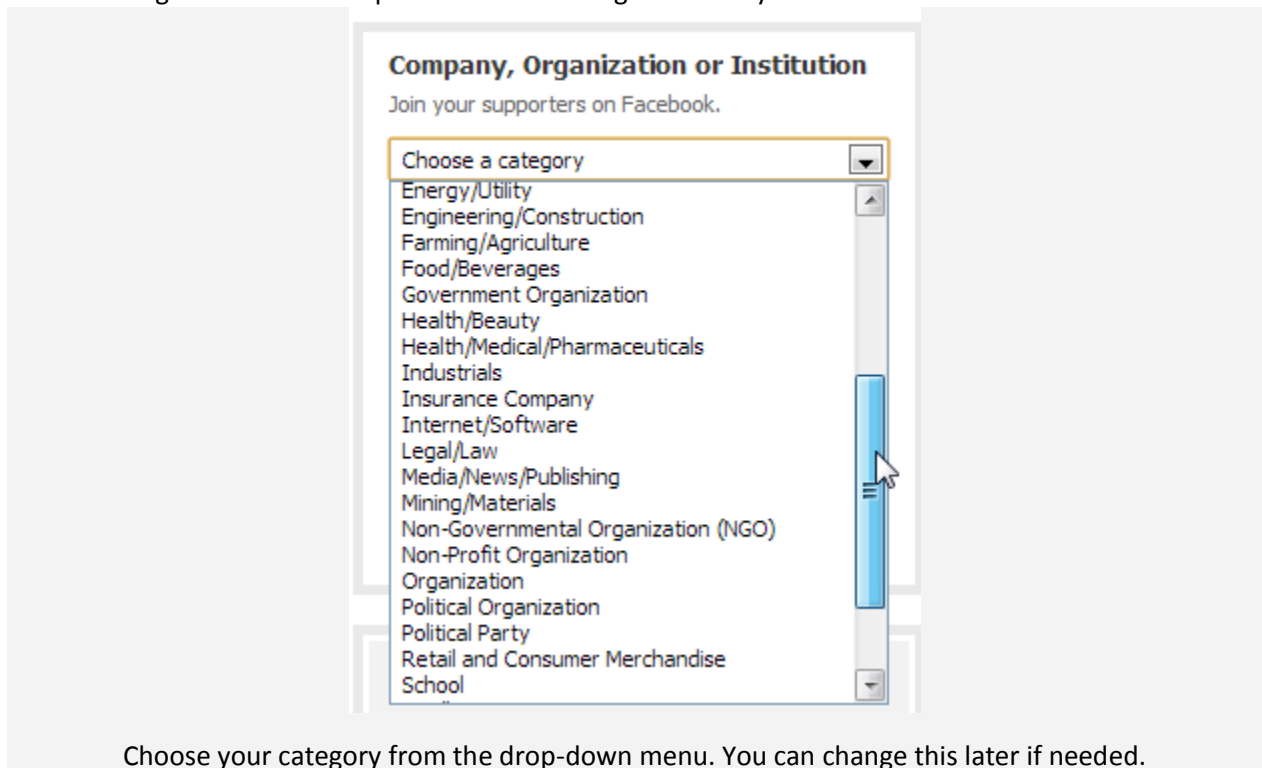 Company, Organization or Institution
Join your supporters on Facebook.
Choose a category
Energy/Utility
Engineering/Construction
Farming/Agriculture
Food/Beverages
Government Organization
Health/Beauty
Health/Medical/Pharmaceuticals
Industrials
Insurance Company
Internet/Software
Legal/Law
Media/News/Publishing
Mining/Materials
Non-Governmental Organization (NGO)
Non-Profit Organization
Organization
Political Organization
Political Party
Retail and Consumer Merchandise
School
Choose your category from the drop-down menu. You can change this later if needed.